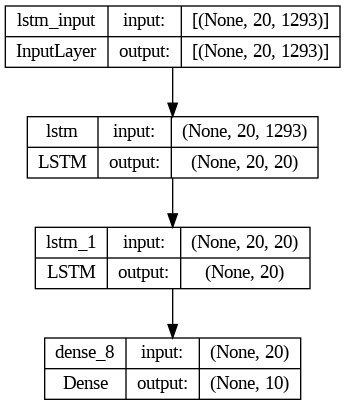 lstm_input input: [(None, 20, 1293)]
InputLayer output: [(None, 20, 1293)]
lstm input: (None, 20, 1293)
LSTM output: (None, 20, 20)
lstm_1 input: (None, 20, 20)
LSTM output: (None, 20)
dense_8 input: (None, 20)
Dense output: (None, 10)